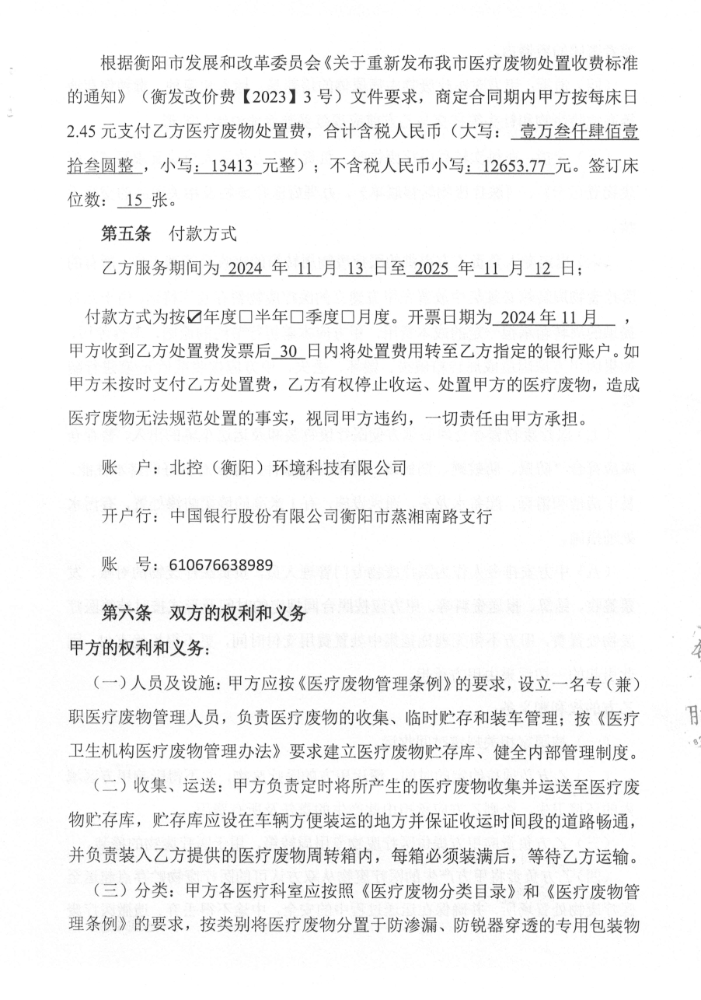 根据衡阳市发展和改革委员会《关于重新发布我市医疗废物处置收费标准
的通知》（衡发改价费【2023】3 号）文件要求，商定合同期内甲方按每床日
2.45 元支付乙方医疗废物处置费，合计含税人民币（大写： 壹万叁仟肆佰壹
拾叁圆整 ，小写：13413 元整）；不含税人民币小写：12653.77 元。签订床
位数： 15 张。
第五条 付款方式
乙方服务期间为 2024 年 11 月 13 日至 2025 年 11 月 12 日；
付款方式为按☑年度□半年□季度□月度。开票日期为 2024 年 11 月 ，
甲方收到乙方处置费发票后 30 日内将处置费用转至乙方指定的银行账户。如
甲方未按时支付乙方处置费，乙方有权停止收运、处置甲方的医疗废物，造成
医疗废物无法规范处置的事实，视同甲方违约，一切责任由甲方承担。
账 户：北控（衡阳）环境科技有限公司
开户行：中国银行股份有限公司衡阳市蒸湘南路支行
账 号：610676638989
第六条 双方的权利和义务
甲方的权利和义务：
（一）人员及设施：甲方应按《医疗废物管理条例》的要求，设立一名专（兼）
职医疗废物管理人员，负责医疗废物的收集、临时贮存和装车管理；按《医疗
卫生机构医疗废物管理办法》要求建立医疗废物贮存库、健全内部管理制度。
（二）收集、运送：甲方负责定时将所产生的医疗废物收集并运送至医疗废
物贮存库，贮存库应设在车辆方便装运的地方并保证收运时间段的道路畅通，
并负责装入乙方提供的医疗废物周转箱内，每箱必须装满后，等待乙方运输。
（三）分类：甲方各医疗科室应按照《医疗废物分类目录》和《医疗废物管
理条例》的要求，按类别将医疗废物分置于防渗漏、防锐器穿透的专用包装物